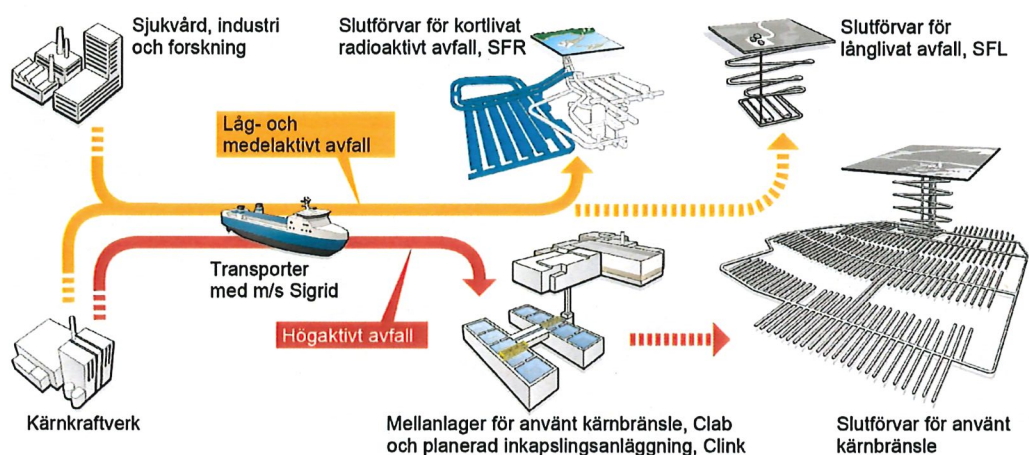 Sjukvård, industri
och forskning
Slutförvar för kortlivat
radioaktivt avfall, SFR
Slutförvar för
långlivat avfall, SFL
Låg- och
medelaktivt avfall
Transporter
med m/s Sigrid
Högaktivt avfall
Kärnkraftverk
Mellanlager för använt kärnbränsle, Clab
och planerad inkapslingsanläggning, Clink
Slutförvar för använt
kärnbränsle